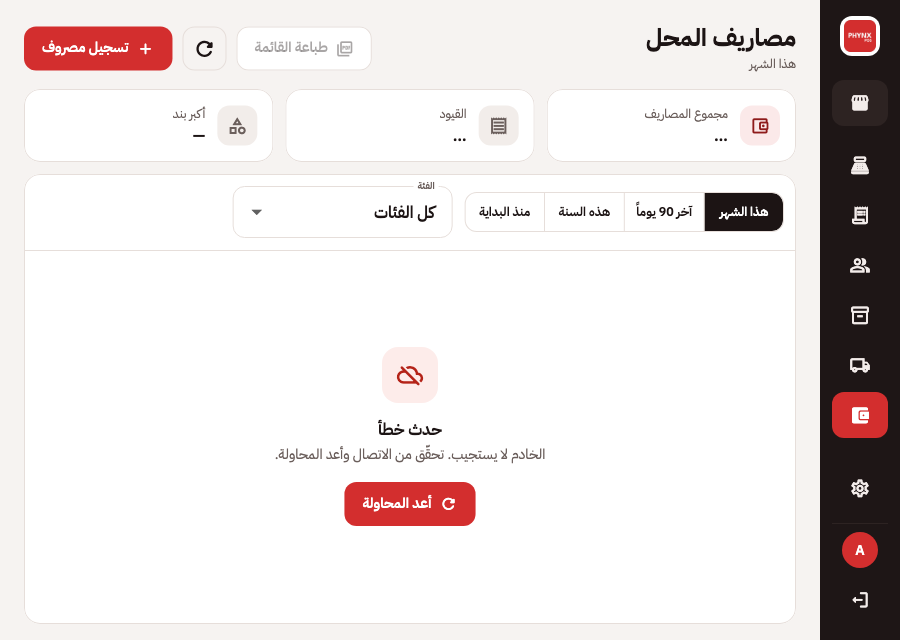 PHYNX
POS
مصاريف المحل
هذا الشهر
طباعة القائمة
تسجيل مصروف
مجموع المصاريف
...
القيود
...
أكبر بند
—
هذا الشهر
آخر 90 يوماً
هذه السنة
منذ البداية
الفئة
كل الفئات
حدث خطأ
الخادم لا يستجيب. تحقّق من الاتصال وأعد المحاولة.
أعد المحاولة
A